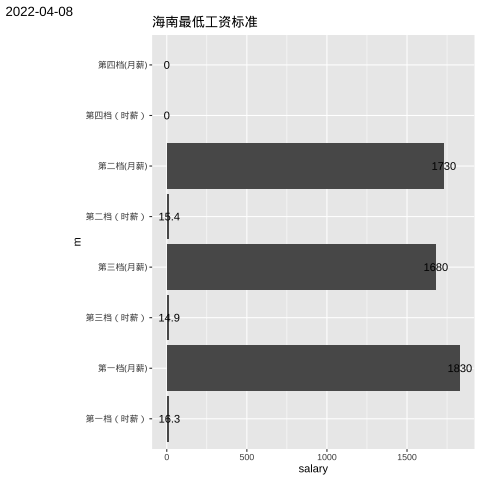 2022-04-08
海南最低工资标准
第四档(月薪)
0
第四档（时薪）
0
第二档(月薪)
1730
第二档（时薪）
15.4
第三档(月薪)
1680
第三档（时薪）
14.9
第一档(月薪)
1830
第一档（时薪）
16.3
m
0 500 1000 1500
salary